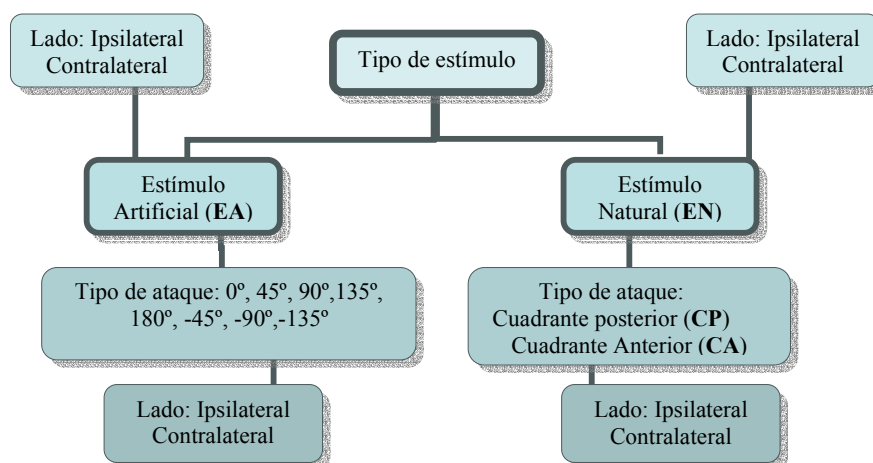 Lado: Ipsilateral
Contralateral
Tipo de estímulo
Lado: Ipsilateral
Contralateral
Estímulo
Artificial (EA)
Estímulo
Natural (EN)
Tipo de ataque: 0º, 45º, 90º,135º,
180º, -45º, -90º,-135º
Tipo de ataque:
Cuadrante posterior (CP)
Cuadrante Anterior (CA)
Lado: Ipsilateral
Contralateral
Lado: Ipsilateral
Contralateral